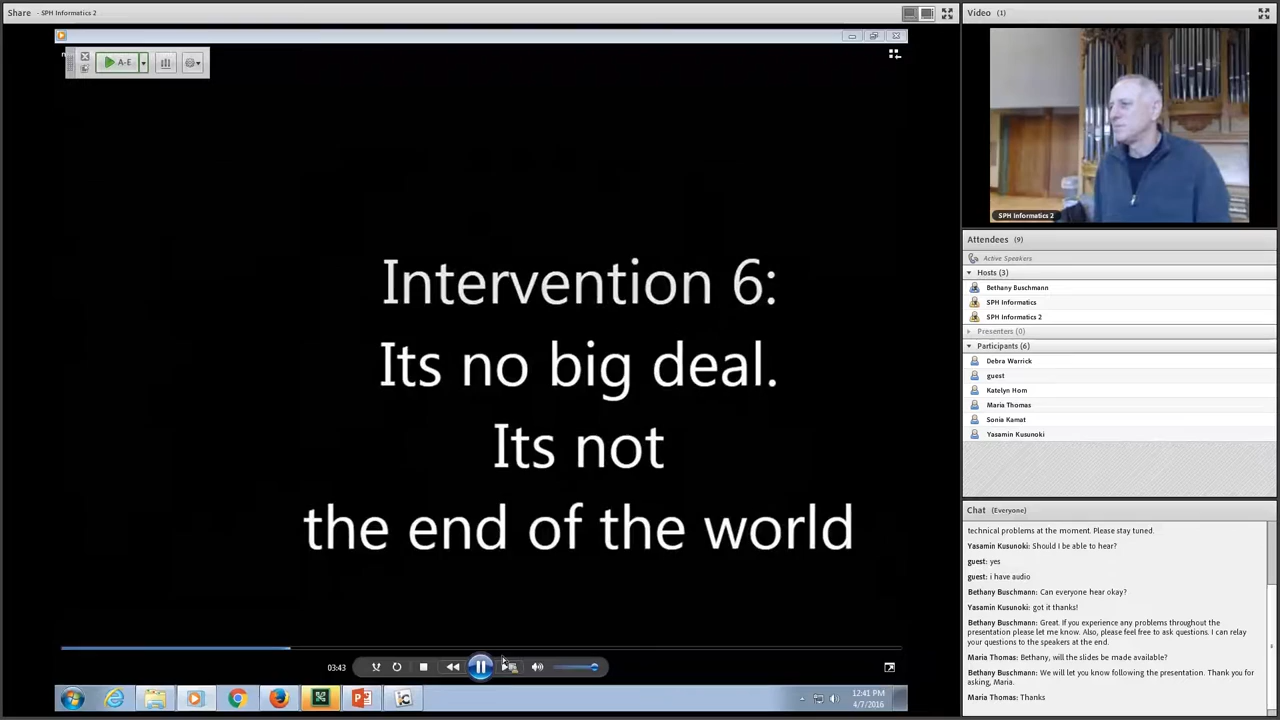 Share - SPH Informatics 2
A-E
Intervention 6:
Its no big deal.
Its not
the end of the world
03:43
12:41 PM
4/7/2016
Video (1)
SPH Informatics 2
Attendees (9)
Active Speakers
Hosts (3)
Bethany Buschmann
SPH Informatics
SPH Informatics 2
Presenters (0)
Participants (6)
Debra Warrick
guest
Katelyn Hom
Maria Thomas
Sonia Kamat
Yasamin Kusunoki
Chat (Everyone)
technical problems at the moment. Please stay tuned.
Yasamin Kusunoki: Should I be able to hear?
guest: yes
guest: i have audio
Bethany Buschmann: Can everyone hear okay?
Yasamin Kusunoki: got it thanks!
Bethany Buschmann: Great. If you experience any problems throughout the
presentation please let me know. Also, please feel free to ask questions. I can relay
your questions to the speakers at the end.
Maria Thomas: Bethany, will the slides be made available?
Bethany Buschmann: We will let you know following the presentation. Thank you for
asking, Maria.
Maria Thomas: Thanks